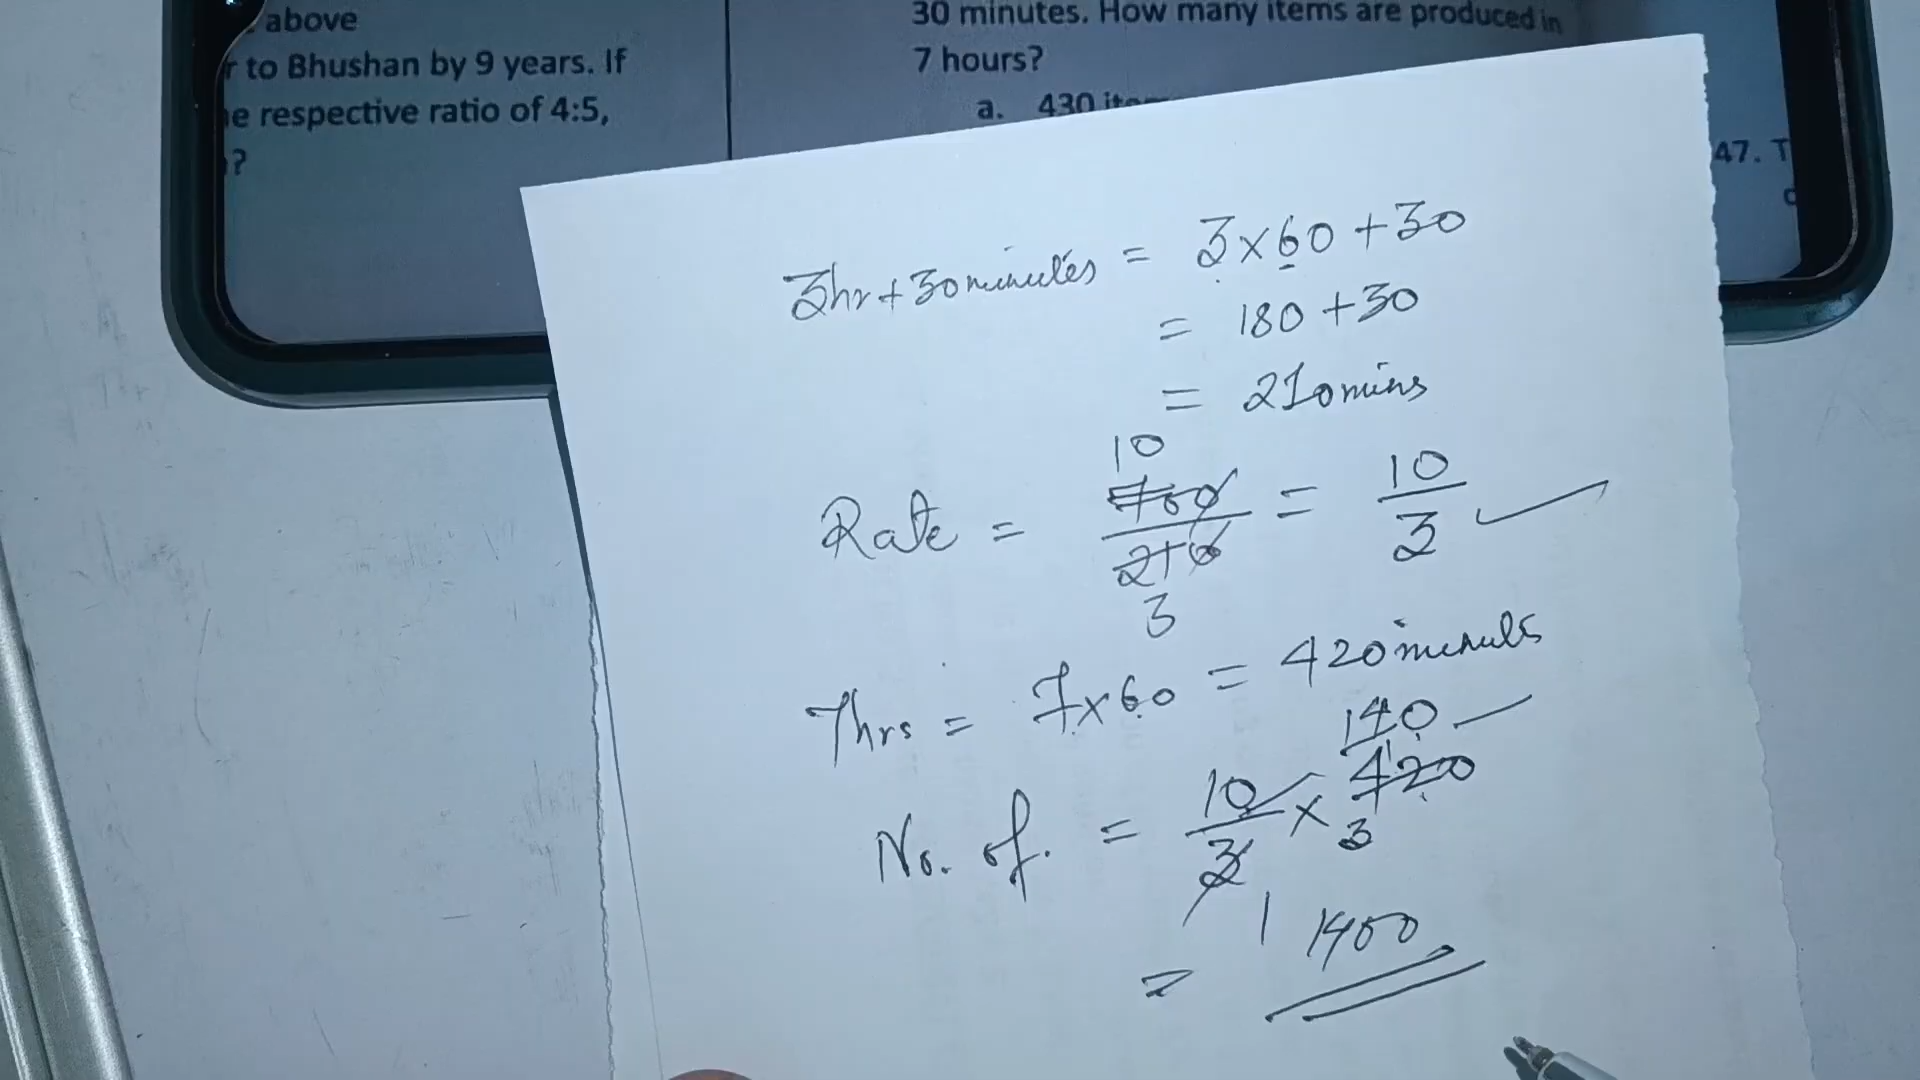 above
r to Bhushan by 9 years. If
e respective ratio of 4:5,
?
30 minutes. How many items are produced in
7 hours?
a. 430
47. T
3hr + 30 minutes = 3 x 60 + 30
= 180 + 30
= 210 mins
10
Rate = 700 / 210 = 10 / 3
3
7hrs = 7 x 60 = 420 minutes
140
No. of. = 10 / 3 x 420
3
1
= 1400